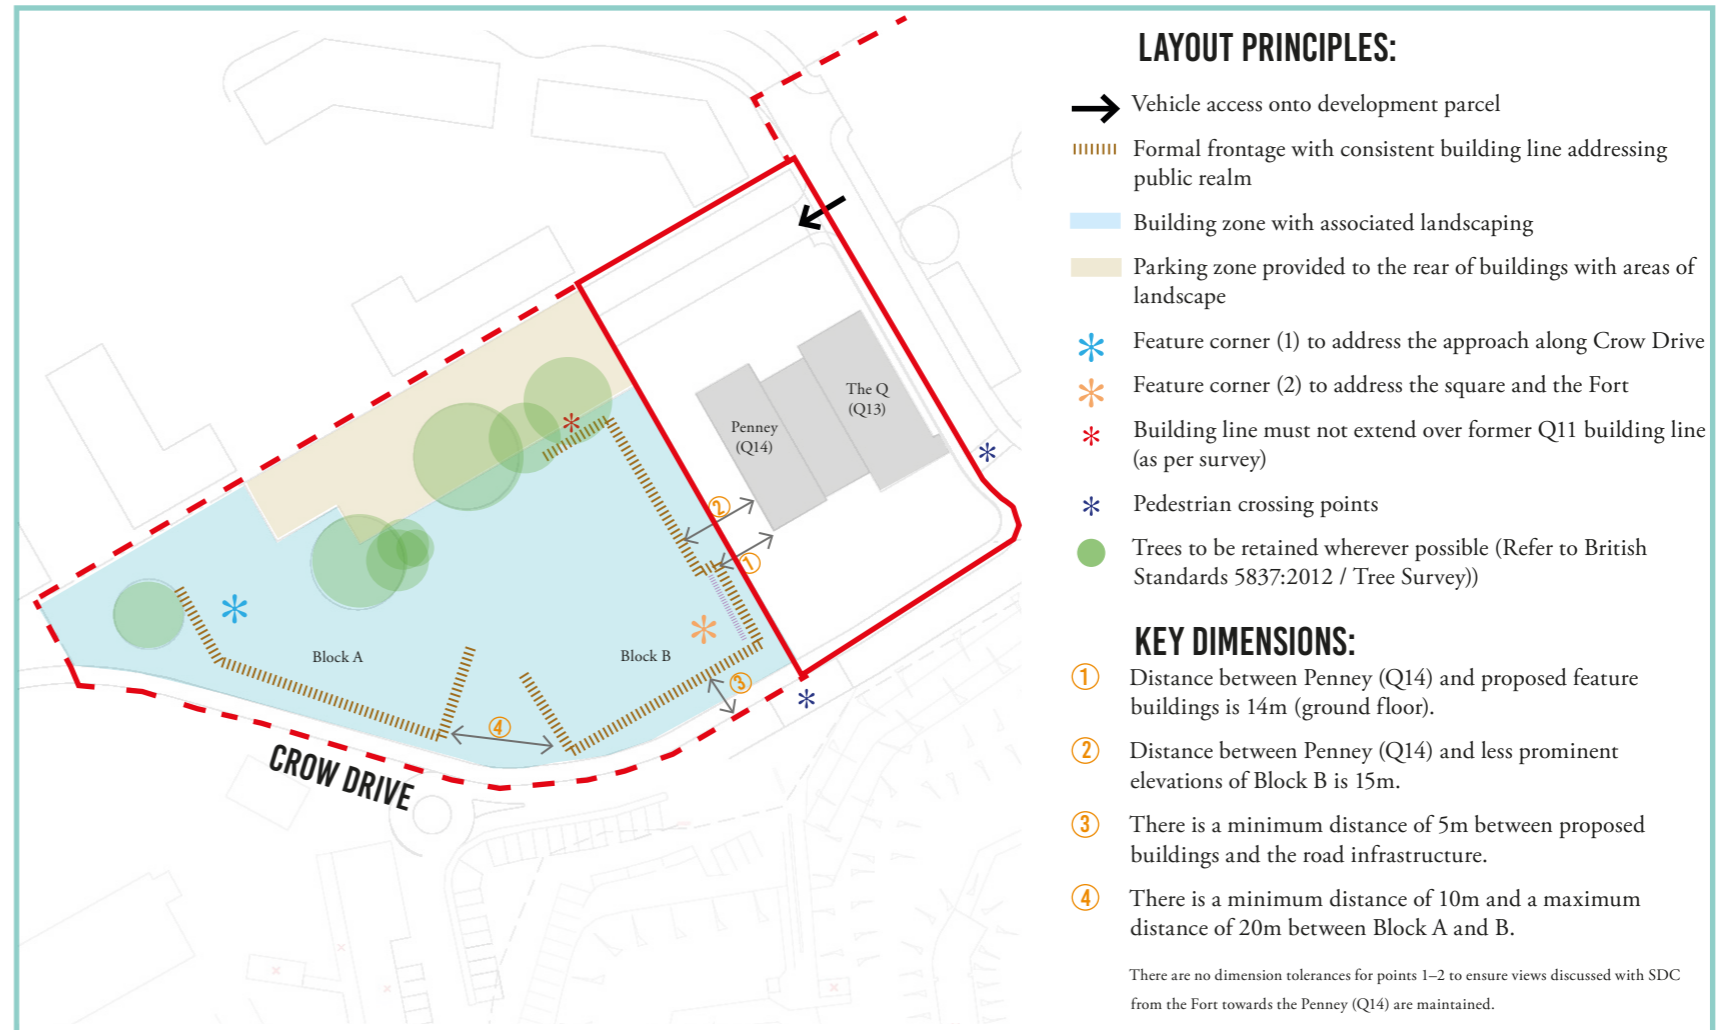 LAYOUT PRINCIPLES:
Vehicle access onto development parcel
Formal frontage with consistent building line addressing
public realm
Building zone with associated landscaping
Parking zone provided to the rear of buildings with areas of
landscape
Feature corner (1) to address the approach along Crow Drive
Feature corner (2) to address the square and the Fort
Building line must not extend over former Q11 building line
(as per survey)
Pedestrian crossing points
Trees to be retained wherever possible (Refer to British
Standards 5837:2012 / Tree Survey))
KEY DIMENSIONS:
1 Distance between Penney (Q14) and proposed feature
buildings is 14m (ground floor).
2 Distance between Penney (Q14) and less prominent
elevations of Block B is 15m.
3 There is a minimum distance of 5m between proposed
buildings and the road infrastructure.
4 There is a minimum distance of 10m and a maximum
distance of 20m between Block A and B.
There are no dimension tolerances for points 1–2 to ensure views discussed with SDC
from the Fort towards the Penney (Q14) are maintained.
The Q
(Q13)
Penney
(Q14)
2
1
Block A
Block B
3
4
CROW DRIVE